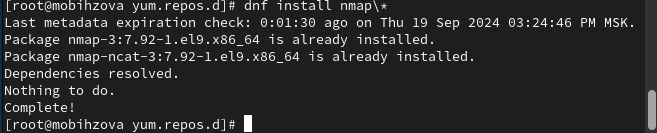 [root@mobihzova yum.repos.d]# dnf install nmap\*
Last metadata expiration check: 0:01:30 ago on Thu 19 Sep 2024 03:24:46 PM MSK.
Package nmap-3:7.92-1.el9.x86_64 is already installed.
Package nmap-ncat-3:7.92-1.el9.x86_64 is already installed.
Dependencies resolved.
Nothing to do.
Complete!
[root@mobihzova yum.repos.d]#